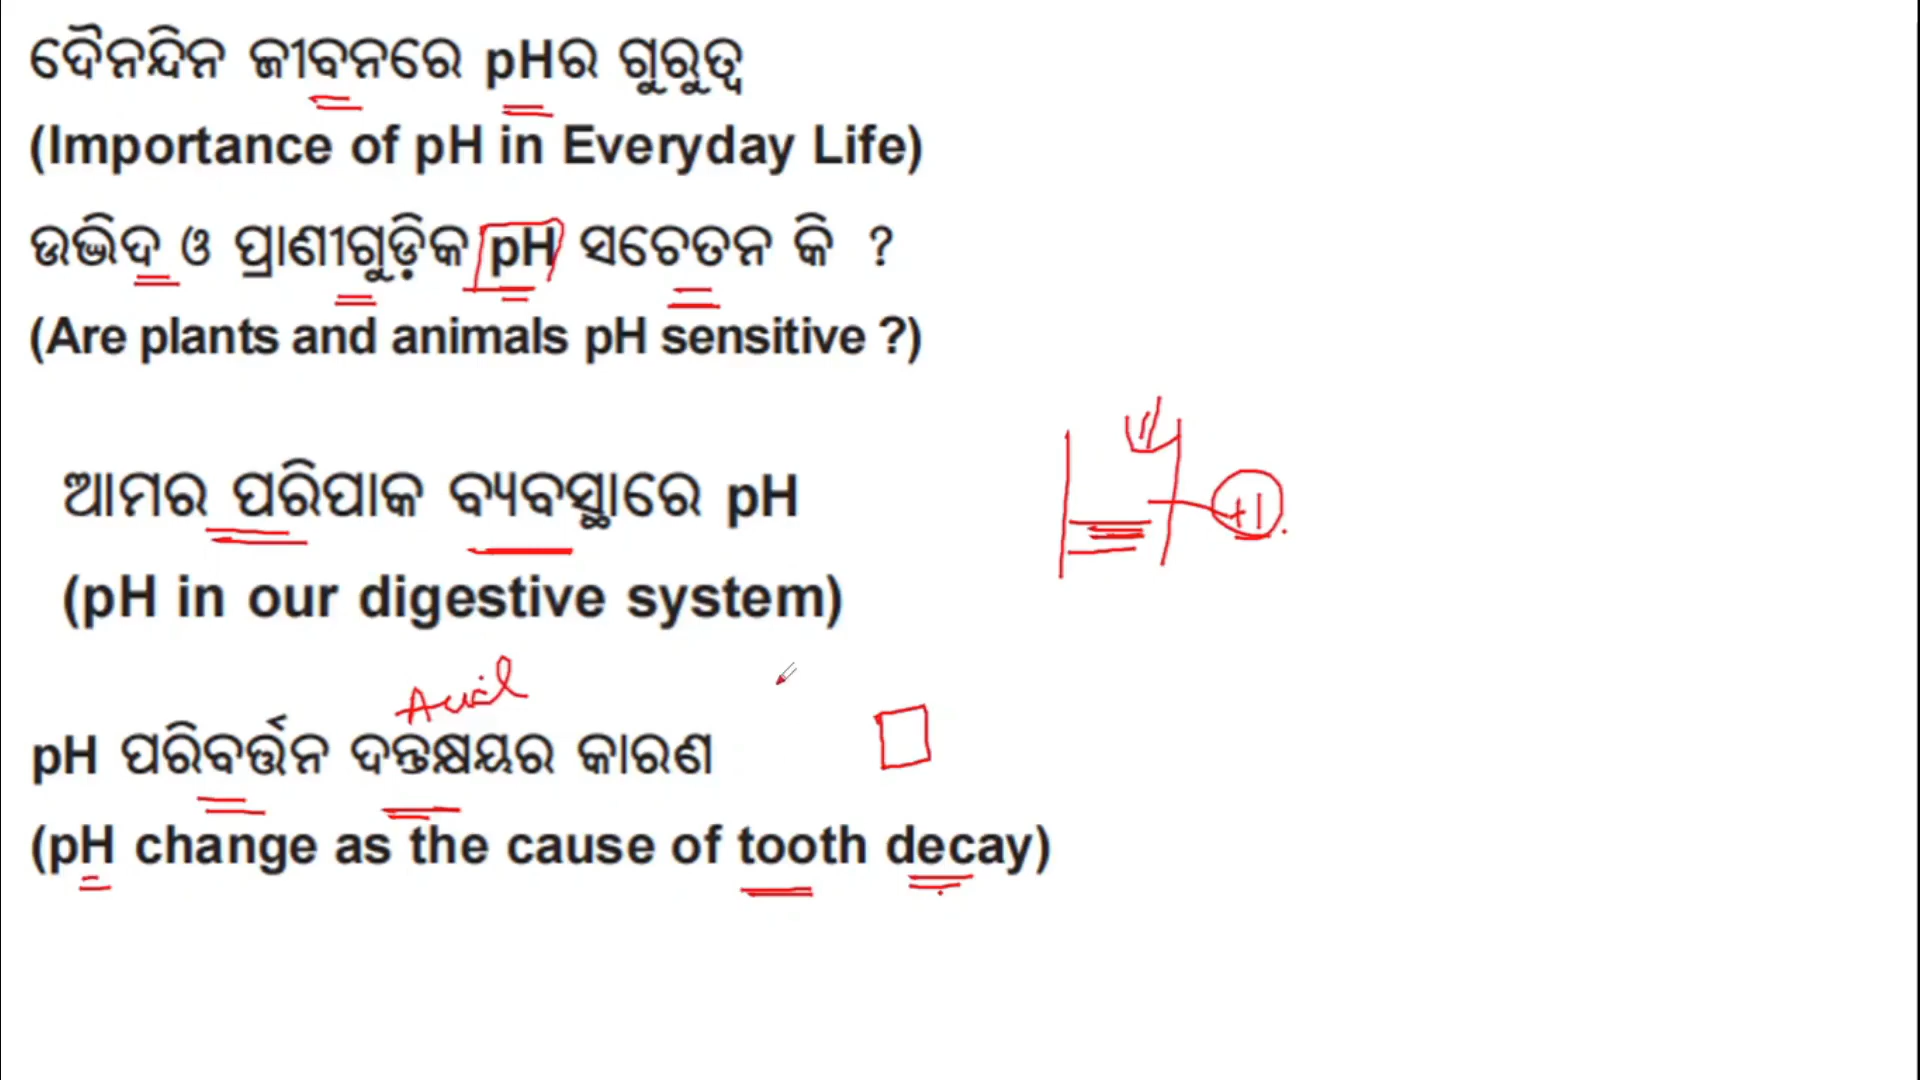 ଦୈନନ୍ଦିନ ଜୀବନରେ pHର ଗୁରୁତ୍ୱ
(Importance of pH in Everyday Life)
ଉଦ୍ଭିଦ ଓ ପ୍ରାଣୀଗୁଡ଼ିକ pH ସଚେତନ କି ?
(Are plants and animals pH sensitive ?)
ଆମର ପରିପାକ ବ୍ୟବସ୍ଥାରେ pH
(pH in our digestive system)
pH ପରିବର୍ତ୍ତନ ଦନ୍ତକ୍ଷୟର କାରଣ
(pH change as the cause of tooth decay)